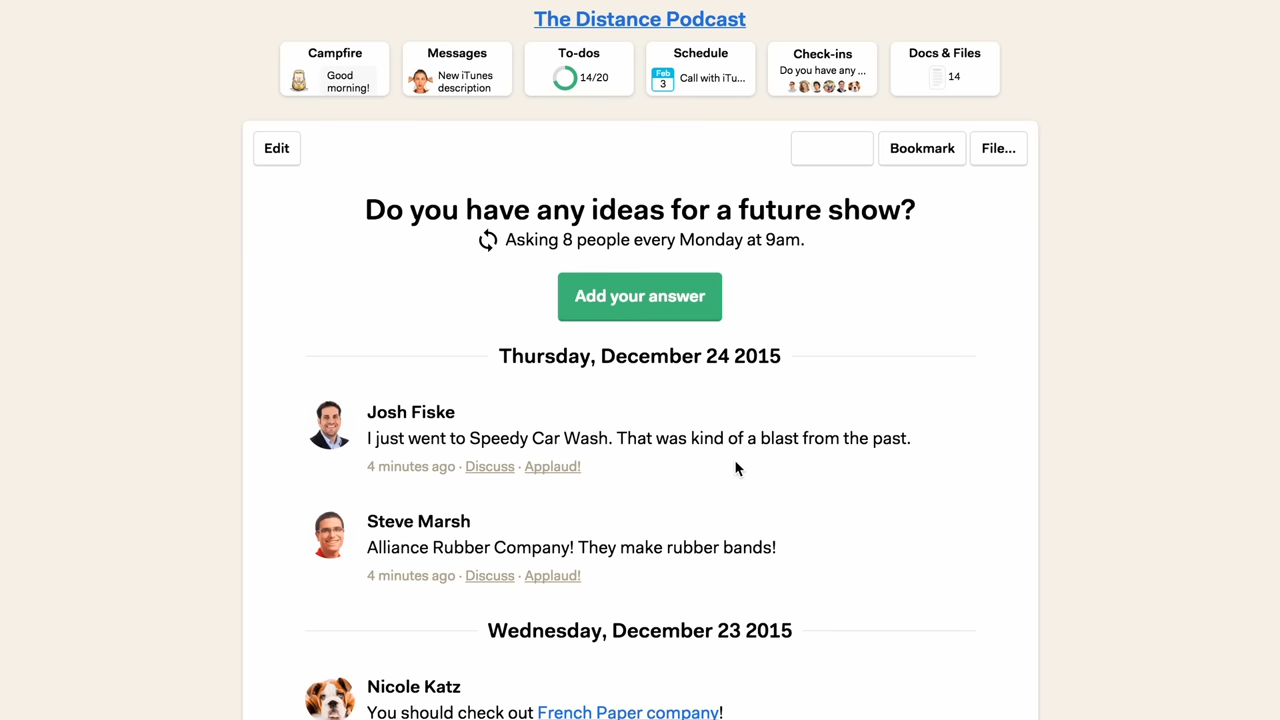 The Distance Podcast
Campfire
Good
morning!
Messages
New iTunes
description
To-dos
14/20
Schedule
Feb
3
Call with iTu...
Check-ins
Do you have any ...
Docs & Files
14
Edit
Bookmark
File...
Do you have any ideas for a future show?
Asking 8 people every Monday at 9am.
Add your answer
Thursday, December 24 2015
Josh Fiske
I just went to Speedy Car Wash. That was kind of a blast from the past.
4 minutes ago · Discuss · Applaud!
Steve Marsh
Alliance Rubber Company! They make rubber bands!
4 minutes ago · Discuss · Applaud!
Wednesday, December 23 2015
Nicole Katz
You should check out French Paper company!